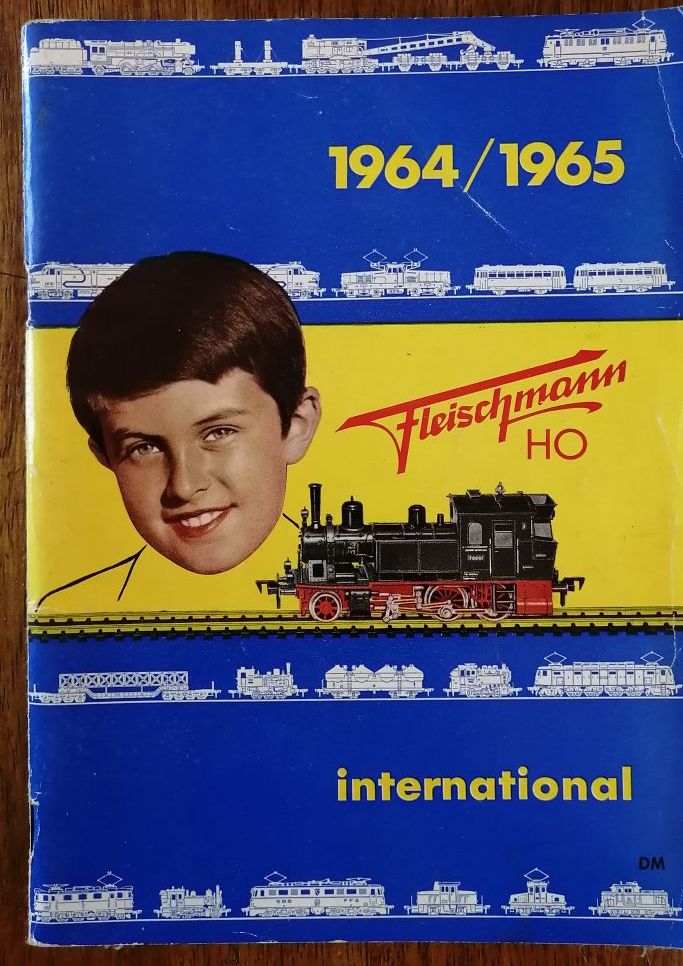 1964/1965
Fleischmann
HO
international
DM